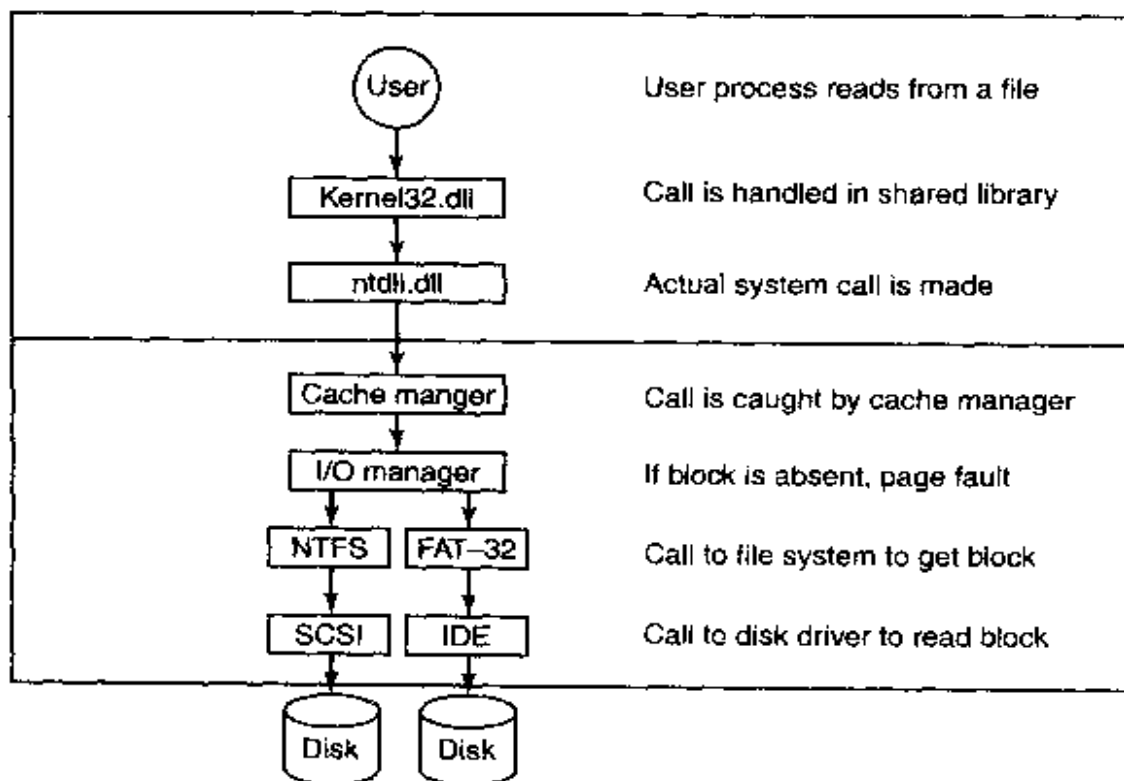 User
User process reads from a file
Kernel32.dli
Call is handled in shared library
ntdli.dll
Actual system call is made
Cache manger
Call is caught by cache manager
I/O manager
If block is absent, page fault
NTFS
FAT–32
Call to file system to get block
SCSI
IDE
Call to disk driver to read block
Disk
Disk